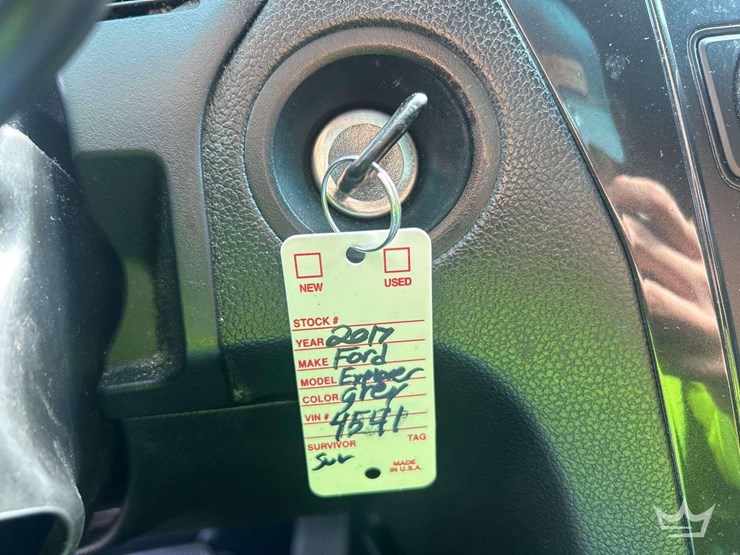 NEW USED
STOCK #
YEAR 2017
MAKE Ford
MODEL Explorer
COLOR grey
VIN # 4541
SURVIVOR TAG
Suv
MADE
IN U.S.A.